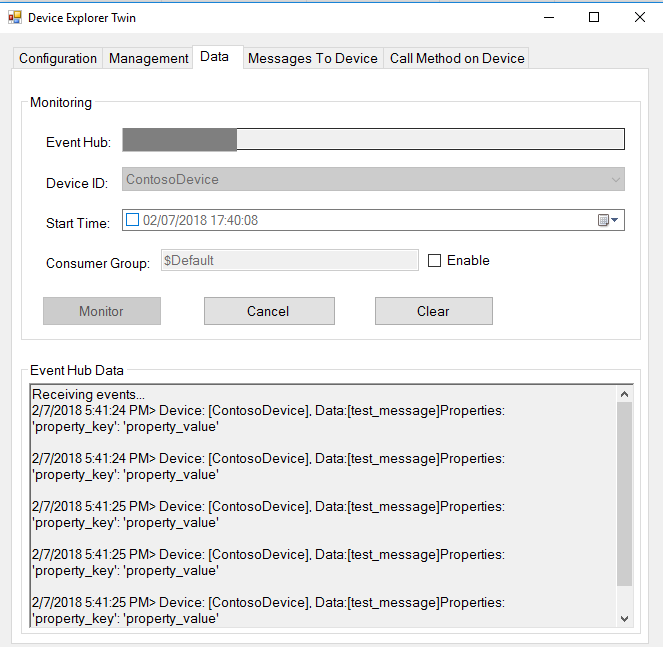 Device Explorer Twin
Configuration Management Data Messages To Device Call Method on Device
Monitoring
Event Hub:
Device ID: ContosoDevice
Start Time: 02/07/2018 17:40:08
Consumer Group: $Default Enable
Monitor Cancel Clear
Event Hub Data
Receiving events...
2/7/2018 5:41:24 PM> Device: [ContosoDevice], Data:[test_message]Properties:
'property_key': 'property_value'
2/7/2018 5:41:24 PM> Device: [ContosoDevice], Data:[test_message]Properties:
'property_key': 'property_value'
2/7/2018 5:41:25 PM> Device: [ContosoDevice], Data:[test_message]Properties:
'property_key': 'property_value'
2/7/2018 5:41:25 PM> Device: [ContosoDevice], Data:[test_message]Properties:
'property_key': 'property_value'
2/7/2018 5:41:25 PM> Device: [ContosoDevice], Data:[test_message]Properties:
'property_key': 'property_value'